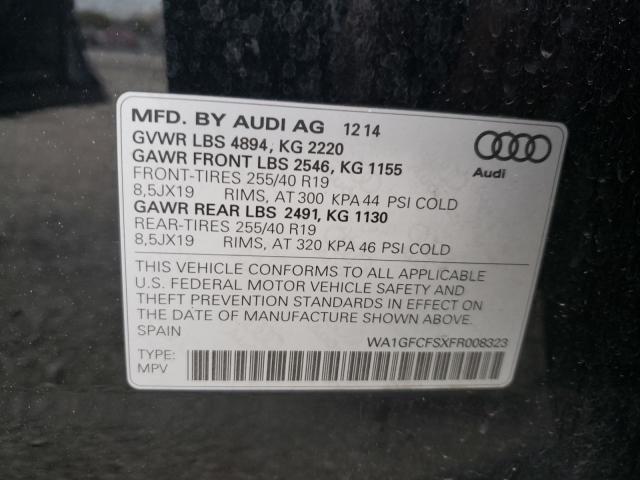 MFD. BY AUDI AG 12 14
GVWR LBS 4894, KG 2220
GAWR FRONT LBS 2546, KG 1155
FRONT-TIRES 255/40 R19
8,5JX19 RIMS, AT 300 KPA 44 PSI COLD
GAWR REAR LBS 2491, KG 1130
REAR-TIRES 255/40 R19
8,5JX19 RIMS, AT 320 KPA 46 PSI COLD
Audi
THIS VEHICLE CONFORMS TO ALL APPLICABLE
U.S. FEDERAL MOTOR VEHICLE SAFETY AND
THEFT PREVENTION STANDARDS IN EFFECT ON
THE DATE OF MANUFACTURE SHOWN ABOVE.
SPAIN
WA1GFCFSXFR008323
TYPE:
MPV